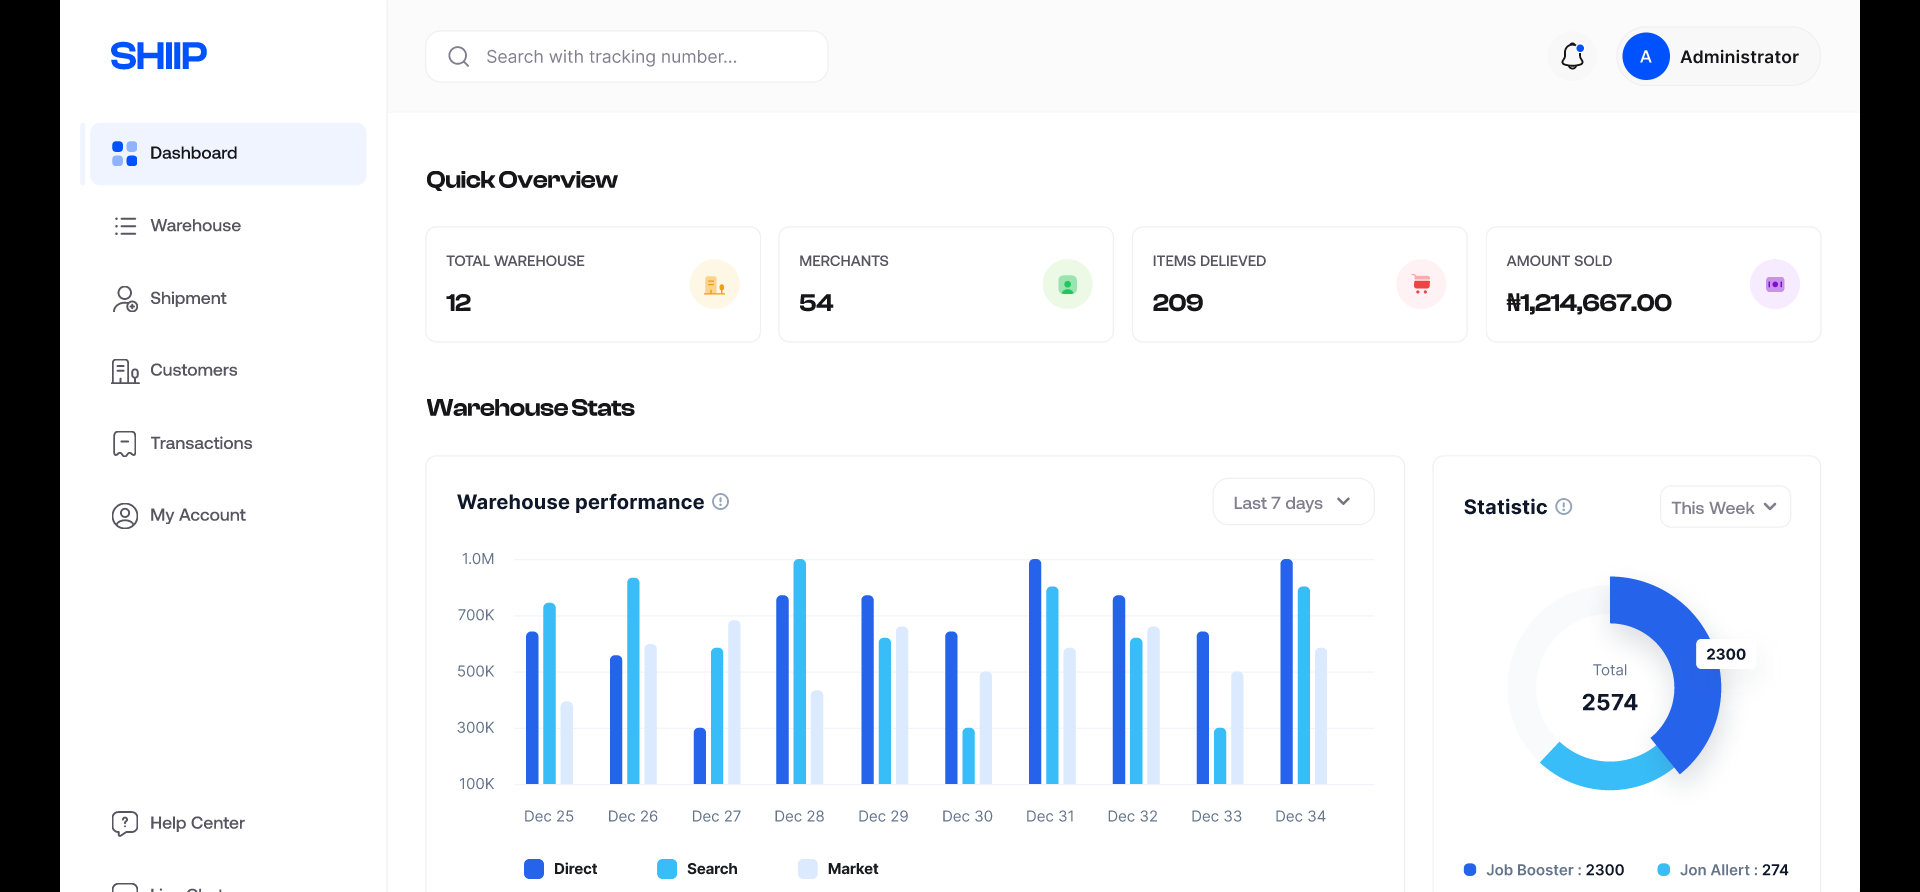 SHIIP
Search with tracking number...
A
Administrator
Dashboard
Warehouse
Shipment
Customers
Transactions
My Account
Help Center
Quick Overview
TOTAL WAREHOUSE
12
MERCHANTS
54
ITEMS DELIEVED
209
AMOUNT SOLD
₦1,214,667.00
Warehouse Stats
Warehouse performance
Last 7 days
1.0M
700K
500K
300K
100K
Dec 25 Dec 26 Dec 27 Dec 28 Dec 29 Dec 30 Dec 31 Dec 32 Dec 33 Dec 34
Direct Search Market
Statistic
This Week
2300
Total
2574
Job Booster : 2300 Jon Allert : 274